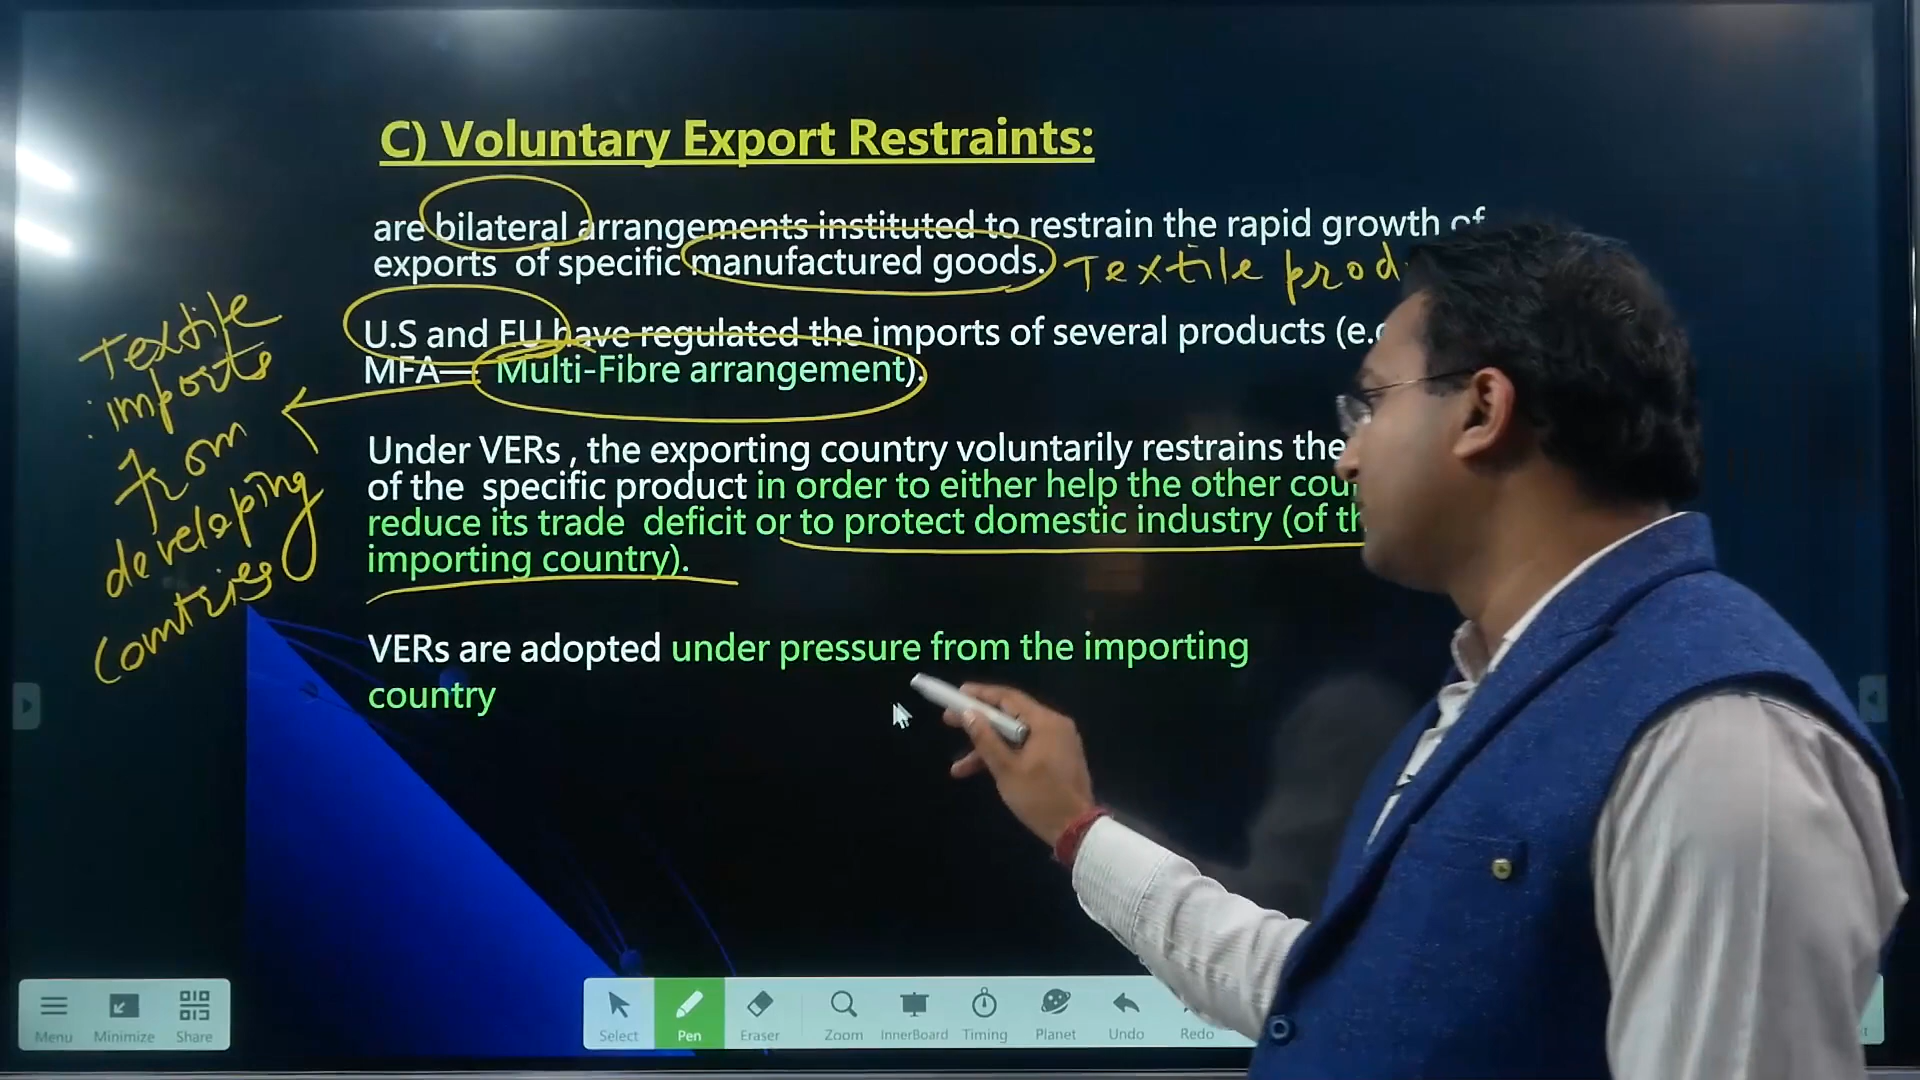 C) Voluntary Export Restraints:
are bilateral arrangements instituted to restrain the rapid growth of
exports of specific manufactured goods. Textile prod
U.S and EU have regulated the imports of several products (e.g
MFA— Multi-Fibre arrangement).
Under VERs , the exporting country voluntarily restrains the
of the specific product in order to either help the other
reduce its trade deficit or to protect domestic industry (of
importing country).
VERs are adopted under pressure from the importing
country
Textile
imports
from
developing
countries
Menu Minimize Share
Select Pen Eraser Zoom InnerBoard Timing Planet Undo Redo